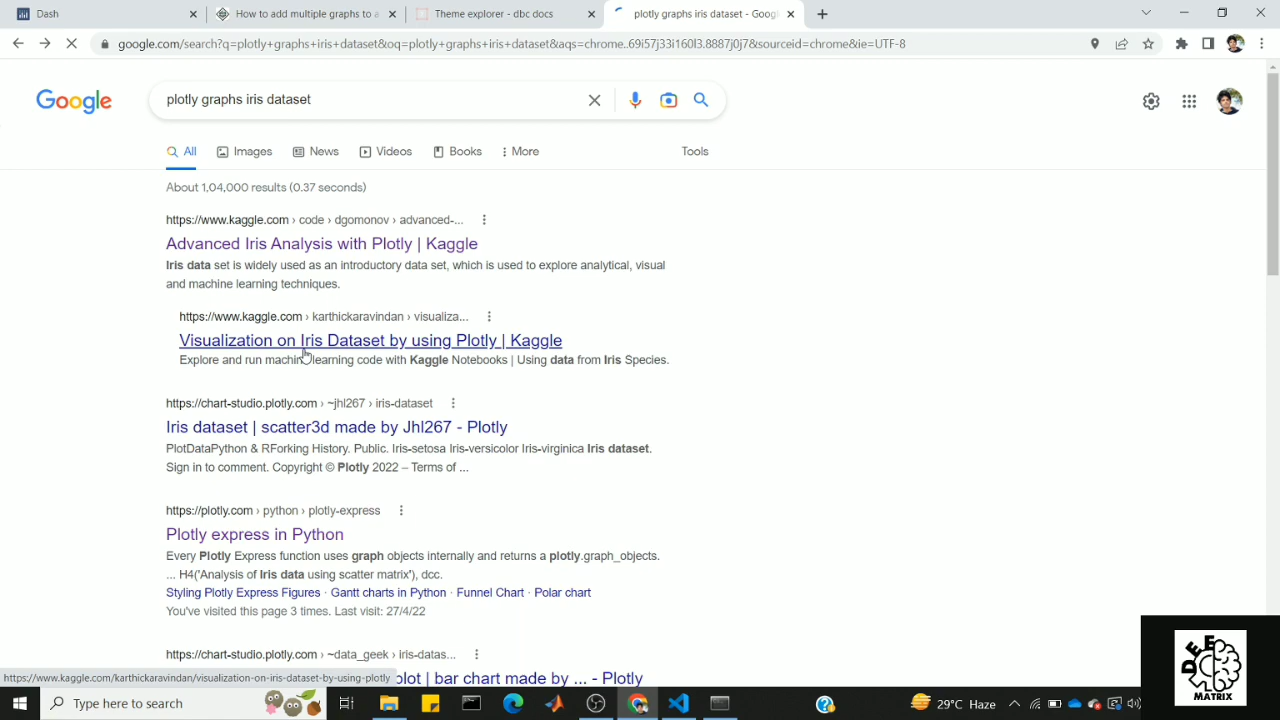 Dash
How to add multiple graphs to a
Theme explorer - dbc docs
plotly graphs iris dataset - Goog
google.com/search?q=plotly+graphs+iris+dataset&oq=plotly+graphs+iris+dataset&aqs=chrome..69i57j33i160l3.8887j0j7&sourceid=chrome&ie=UTF-8
Google
plotly graphs iris dataset
All Images News Videos Books More Tools
About 1,04,000 results (0.37 seconds)
https://www.kaggle.com › code › dgomonov › advanced-...
Advanced Iris Analysis with Plotly | Kaggle
Iris data set is widely used as an introductory data set, which is used to explore analytical, visual
and machine learning techniques.
https://www.kaggle.com › karthickaravindan › visualiza...
Visualization on Iris Dataset by using Plotly | Kaggle
Explore and run machine learning code with Kaggle Notebooks | Using data from Iris Species.
https://chart-studio.plotly.com › ~jhl267 › iris-dataset
Iris dataset | scatter3d made by Jhl267 - Plotly
PlotDataPython & RForking History. Public. Iris-setosa Iris-versicolor Iris-virginica Iris dataset.
Sign in to comment. Copyright © Plotly 2022 – Terms of ...
https://plotly.com › python › plotly-express
Plotly express in Python
Every Plotly Express function uses graph objects internally and returns a plotly.graph_objects.
... H4('Analysis of Iris data using scatter matrix'), dcc.
Styling Plotly Express Figures · Gantt charts in Python · Funnel Chart · Polar chart
You've visited this page 3 times. Last visit: 27/4/22
https://chart-studio.plotly.com › ~data_geek › iris-datas...
plot | bar chart made by ... - Plotly
https://www.kaggle.com/karthickaravindan/visualization-on-iris-dataset-by-using-plotly
Type here to search
29°C Haze
DEE
MATRIX